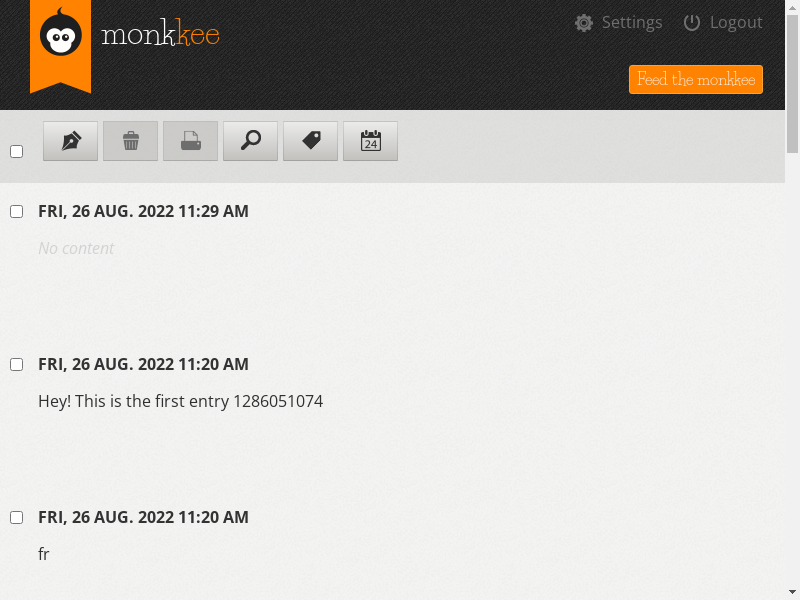 monkkee
Settings
Logout
Feed the monkkee
24
FRI, 26 AUG. 2022 11:29 AM
No content
FRI, 26 AUG. 2022 11:20 AM
Hey! This is the first entry 1286051074
FRI, 26 AUG. 2022 11:20 AM
fr